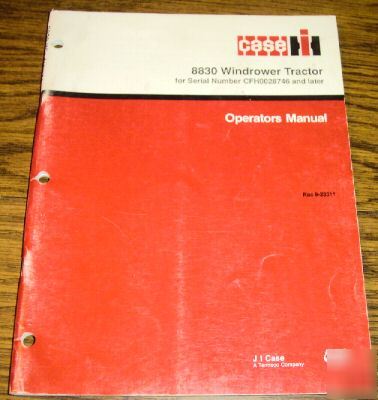 case IH
8830 Windrower Tractor
for Serial Number CFH0028746 and later
Operators Manual
J I Case
A Tenneco Company